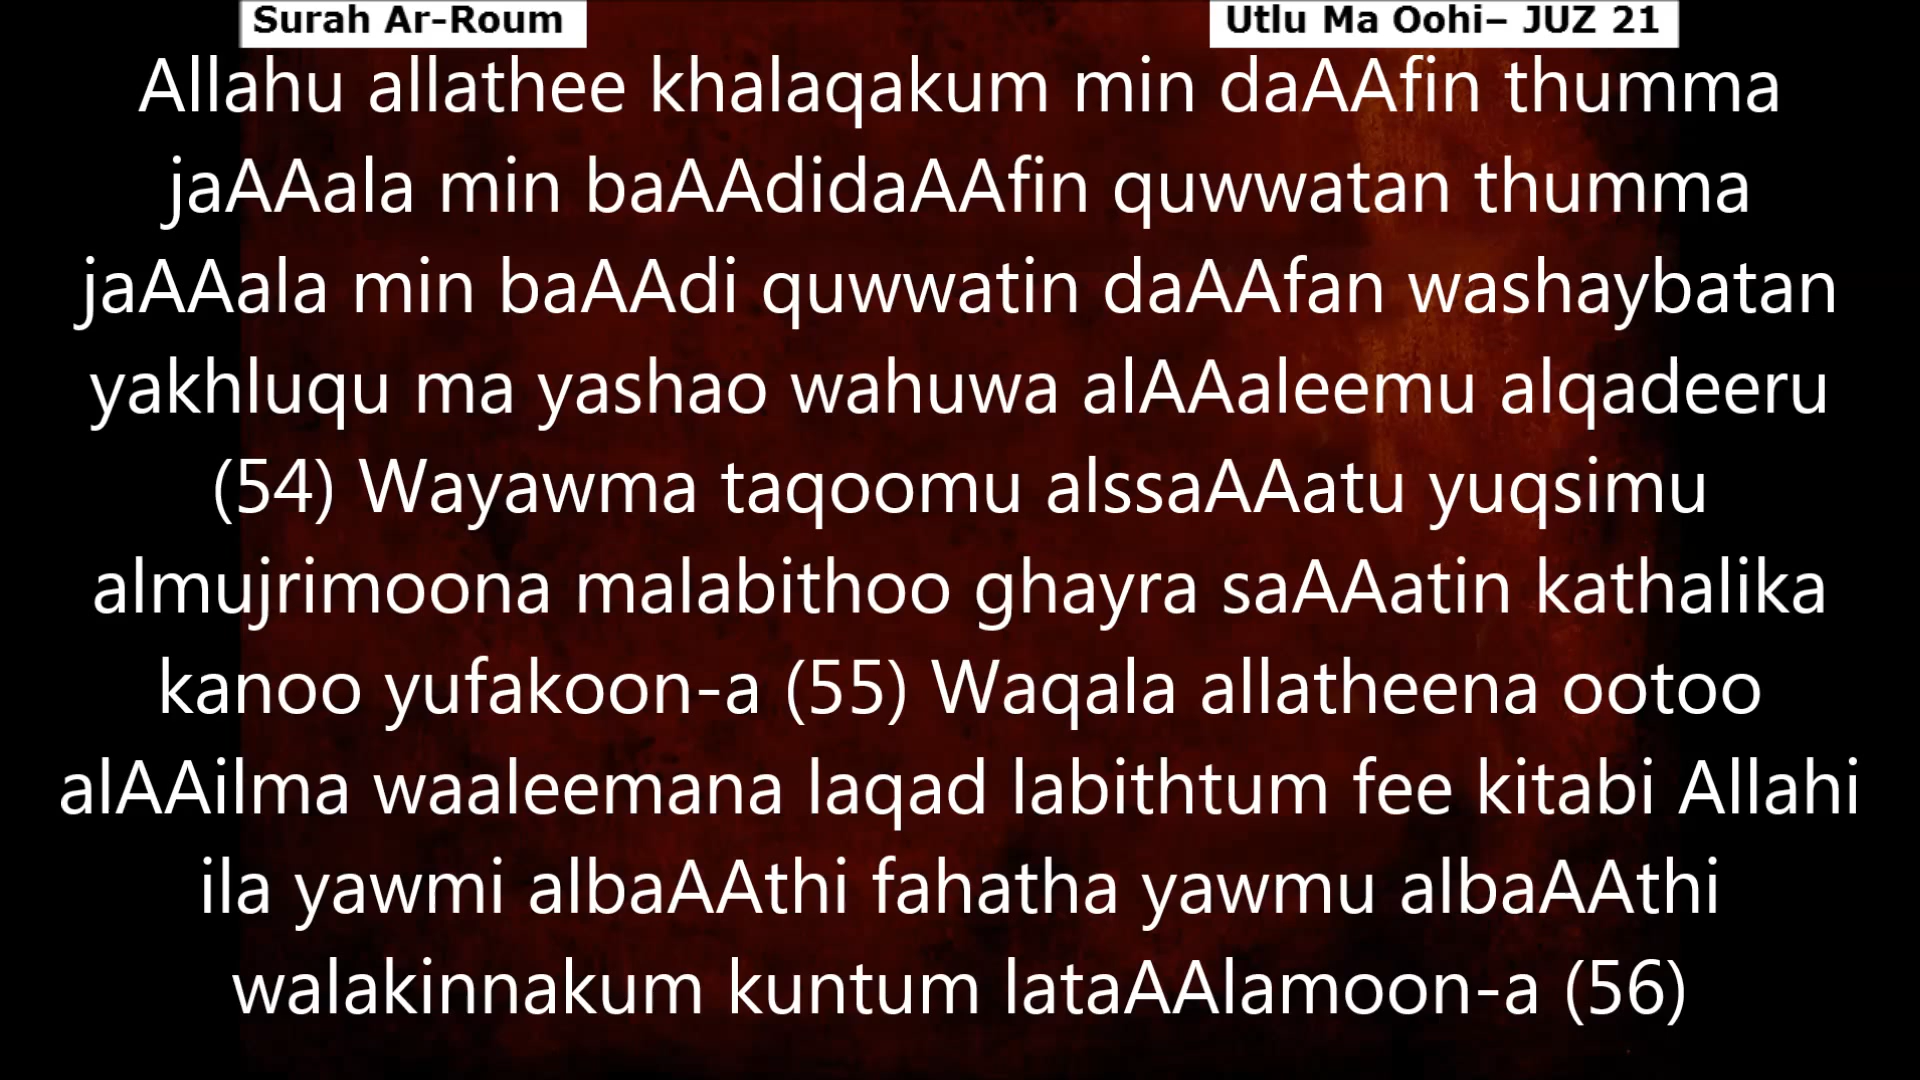 Surah Ar-Roum
Utlu Ma Oohi– JUZ 21
Allahu allathee khalaqakum min daAAfin thumma
jaAAala min baAAdidaAAfin quwwatan thumma
jaAAala min baAAdi quwwatin daAAfan washaybatan
yakhluqu ma yashao wahuwa alAAaleemu alqadeeru
(54) Wayawma taqoomu alssaAAatu yuqsimu
almujrimoona malabithoo ghayra saAAatin kathalika
kanoo yufakoon-a (55) Waqala allatheena ootoo
alAAilma waaleemana laqad labithtum fee kitabi Allahi
ila yawmi albaAAthi fahatha yawmu albaAAthi
walakinnakum kuntum lataAAlamoon-a (56)